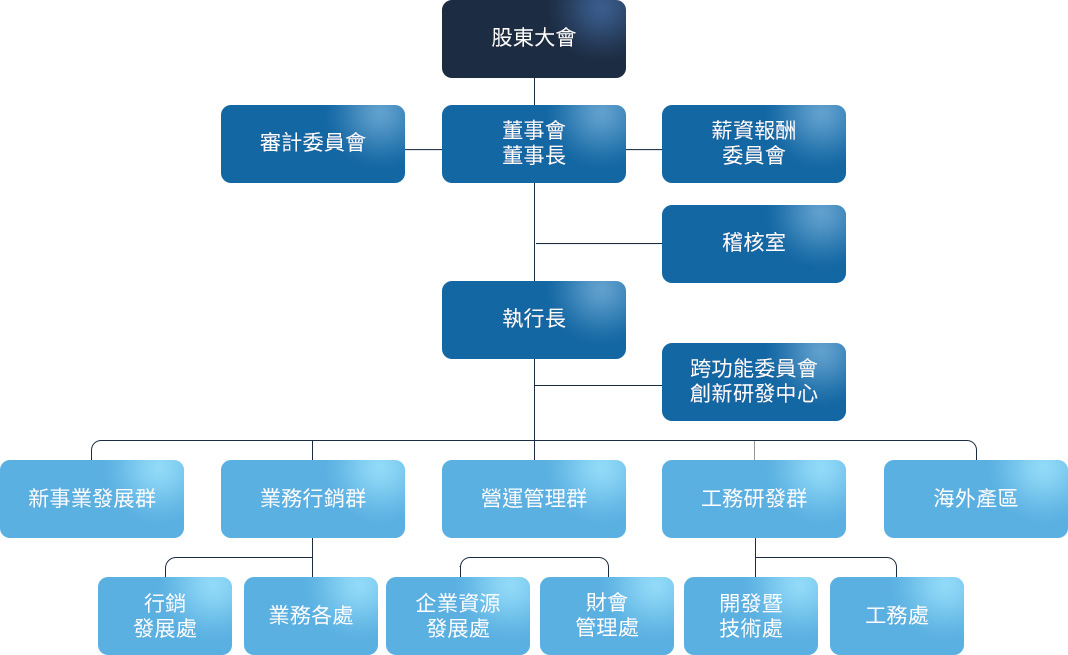 股東大會
審計委員會
董事會
董事長
薪資報酬
委員會
稽核室
執行長
跨功能委員會
創新研發中心
新事業發展群
業務行銷群
營運管理群
工務研發群
海外產區
行銷
發展處
業務各處
企業資源
發展處
財會
管理處
開發暨
技術處
工務處